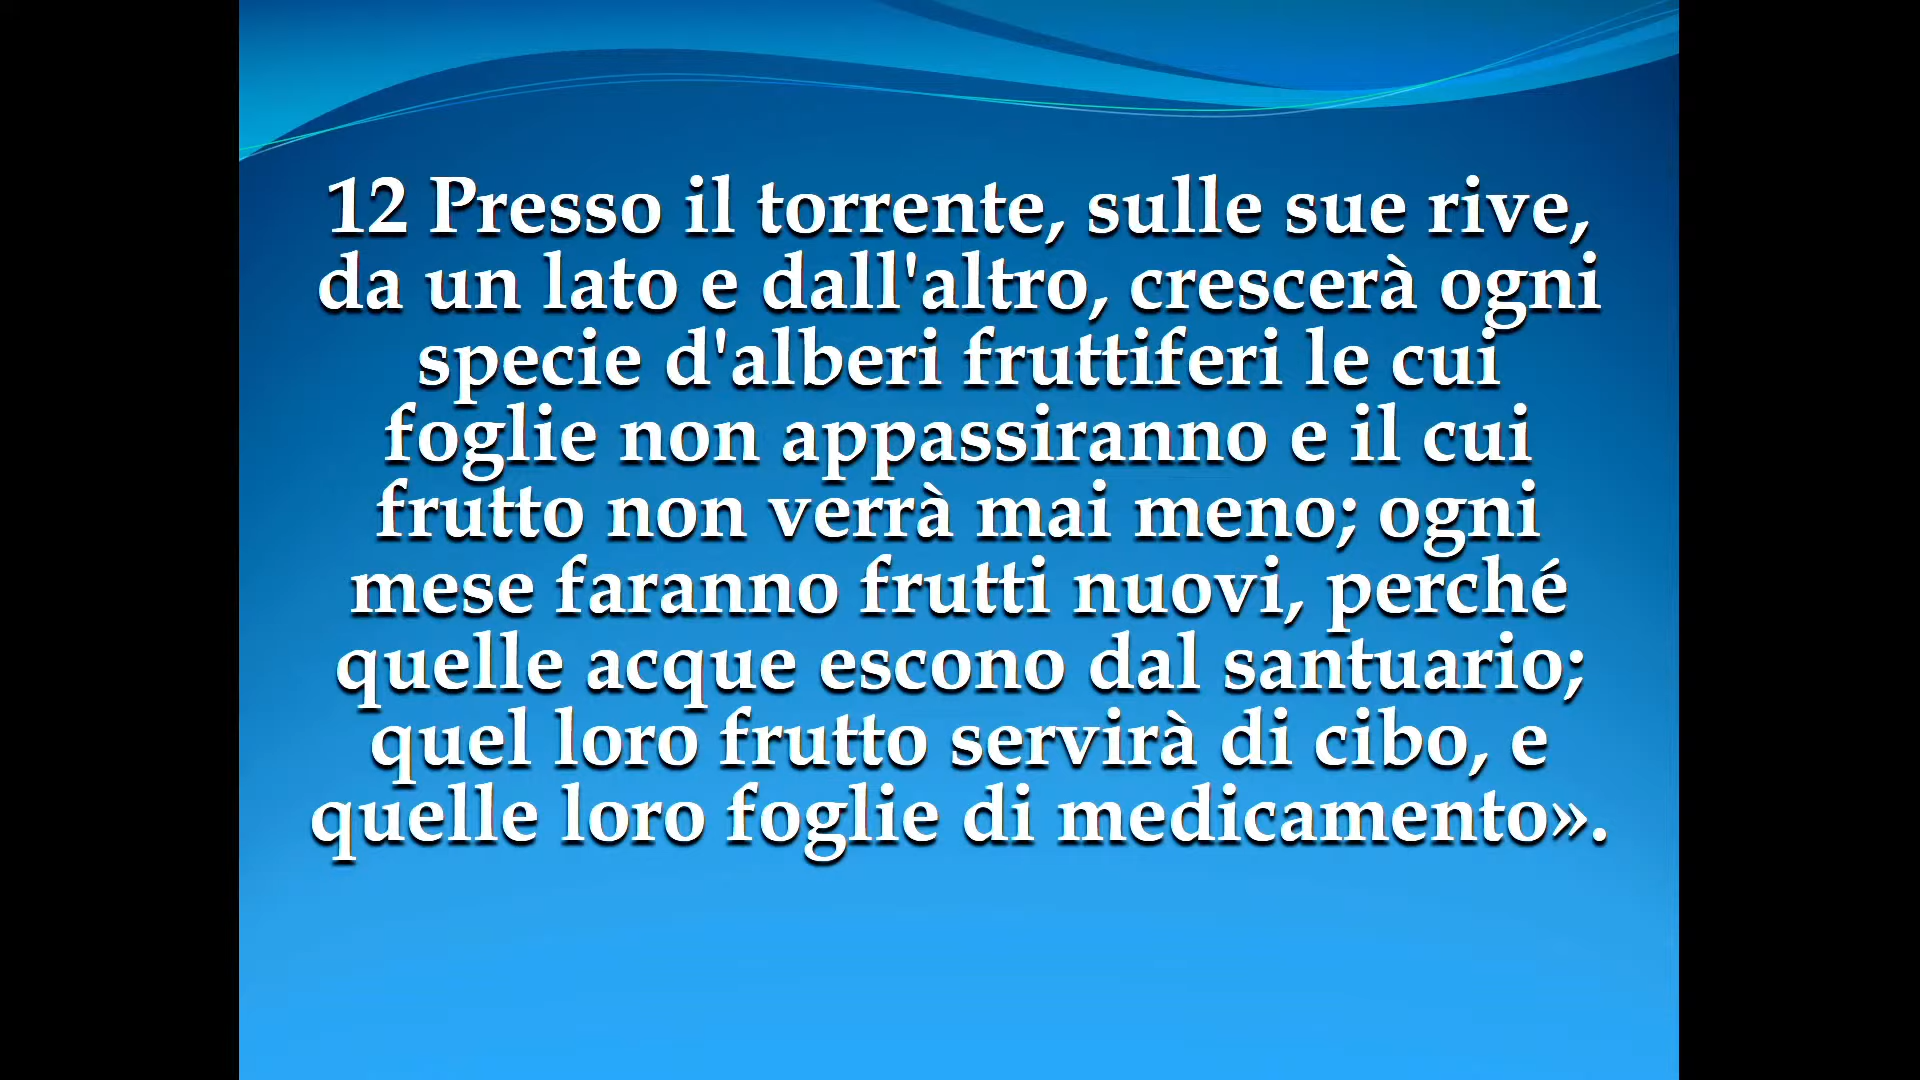 12 Presso il torrente, sulle sue rive,
da un lato e dall'altro, crescerà ogni
specie d'alberi fruttiferi le cui
foglie non appassiranno e il cui
frutto non verrà mai meno; ogni
mese faranno frutti nuovi, perché
quelle acque escono dal santuario;
quel loro frutto servirà di cibo, e
quelle loro foglie di medicamento».